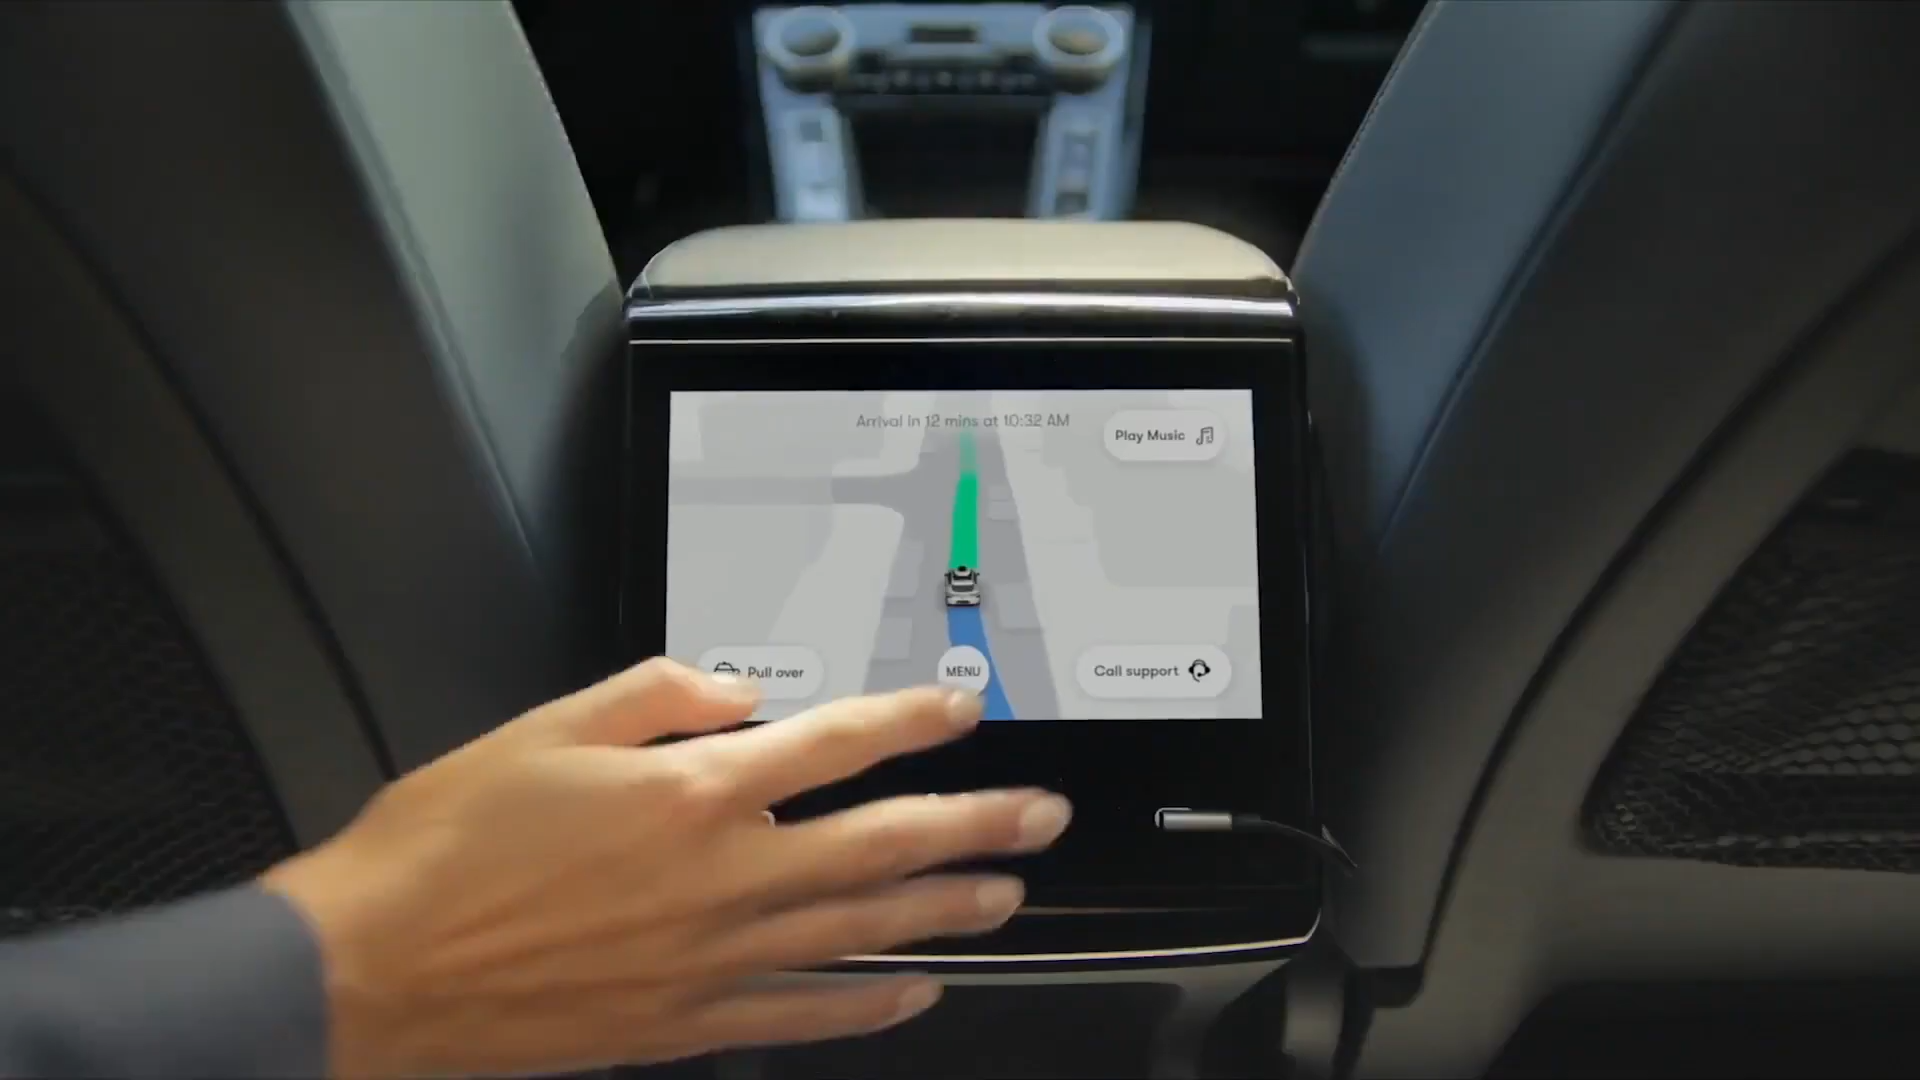 Arrival in 12 mins at 10:32 AM
Play Music
Pull over
MENU
Call support